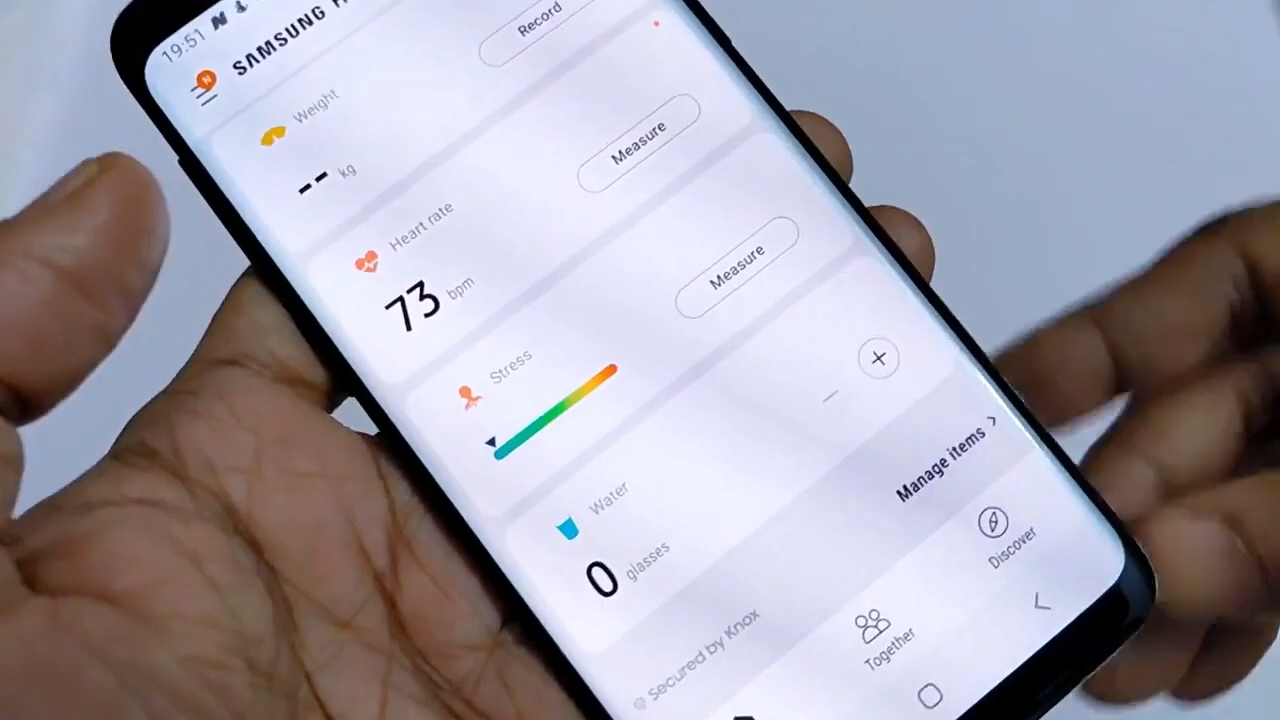 19:51
SAMSUNG
Record
Weight
-- kg
Measure
Heart rate
73 bpm
Measure
Stress
Water
0 glasses
Manage items >
Secured by Knox
Together
Discover